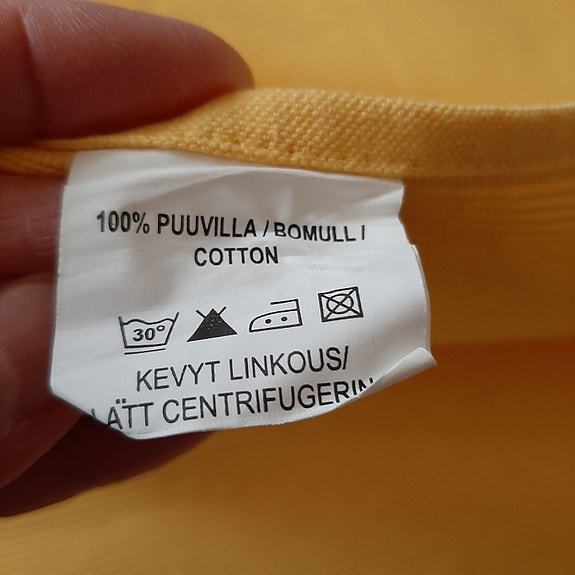 100% PUUVILLA / BOMULL /
COTTON
30°
KEVYT LINKOUS/
LÄTT CENTRIFUGERIN